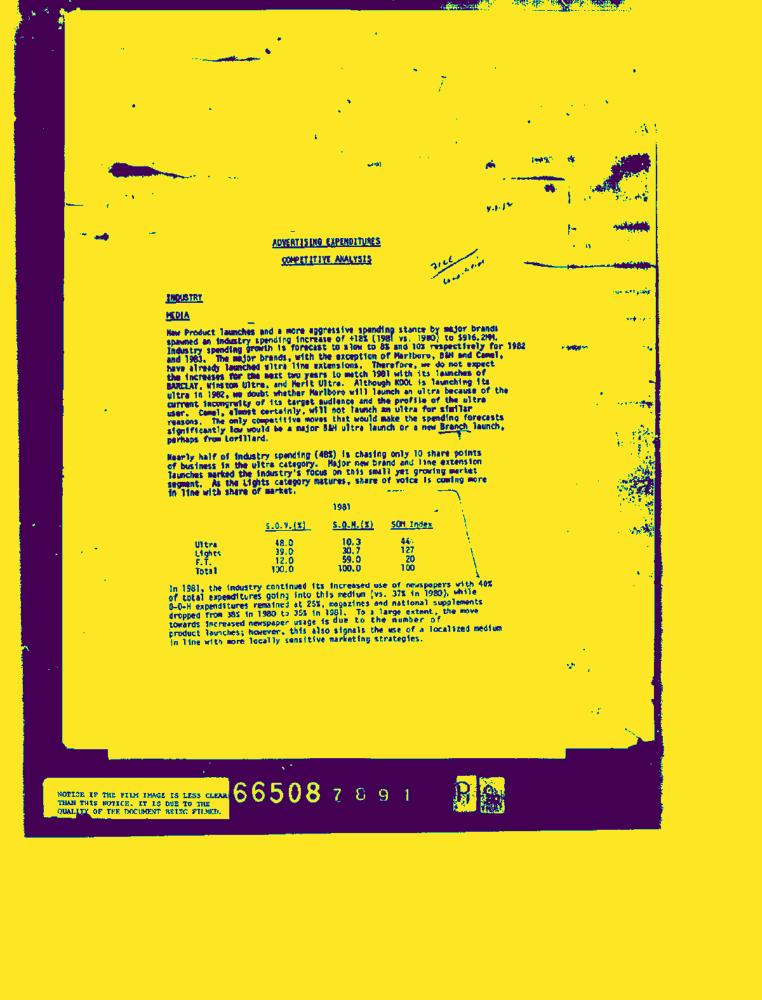 ADVERTISING EXPENDITURES
COMPETITIVE ANALYSIS
FILE
INDUSTRY
MEDIA
New Product launches and a more aggressive spending stance by major brands
spawned an industry spending increase of +18% (1981 vs. 1980) to $916.2MM.
Industry spending growth is forecast to slow to 8% and 10% respectively for 1982
and 1983. The major brands, with the exception of Marlboro, B&H and Camel,
have already launched ultra line extensions. Therefore, we do not expect
the increases for the next two years to match 1981 with its launches of
BARCLAY, Winston Ultra, and Merit Ultra. Although KOOL is launching its
ultra in 1982, we doubt whether Marlboro will launch an ultra because of the
current incongruity of its target audience and the profile of the ultra
user. Camel, almost certainly, will not launch an ultra for similar
reasons. The only competitive moves that would make the spending forecasts
significantly low would be a major B&H ultra launch or a new Branch launch,
perhaps from Lorillard.
Nearly half of industry spending (48%) is chasing only 10 share points
of business in the ultra category. Major new brand and line extension
launches marked the industry's focus on this small yet growing market
segment. As the Lights category matures, share of voice is coming more
in line with share of market.
1981
S.O.V.(%) S.O.M.(%) SOM Index
Ultra 48.0 10.3 44
Lights 39.0 30.7 127
F.T. 12.0 59.0 20
Total 100.0 100.0 100
In 1981, the industry continued its increased use of newspapers with 40%
of total expenditures going into this medium (vs. 37% in 1980), while
O-O-H expenditures remained at 25%, magazines and national supplements
dropped from 38% in 1980 to 35% in 1981. To a large extent, the move
towards increased newspaper usage is due to the number of
product launches; however, this also signals the use of a localized medium
in line with more locally sensitive marketing strategies.
NOTICE IF THE FILM IMAGE IS LESS CLEAR
THAN THIS NOTICE. IT IS DUE TO THE
QUALITY OF THE DOCUMENT BEING FILMED.
66508 7891